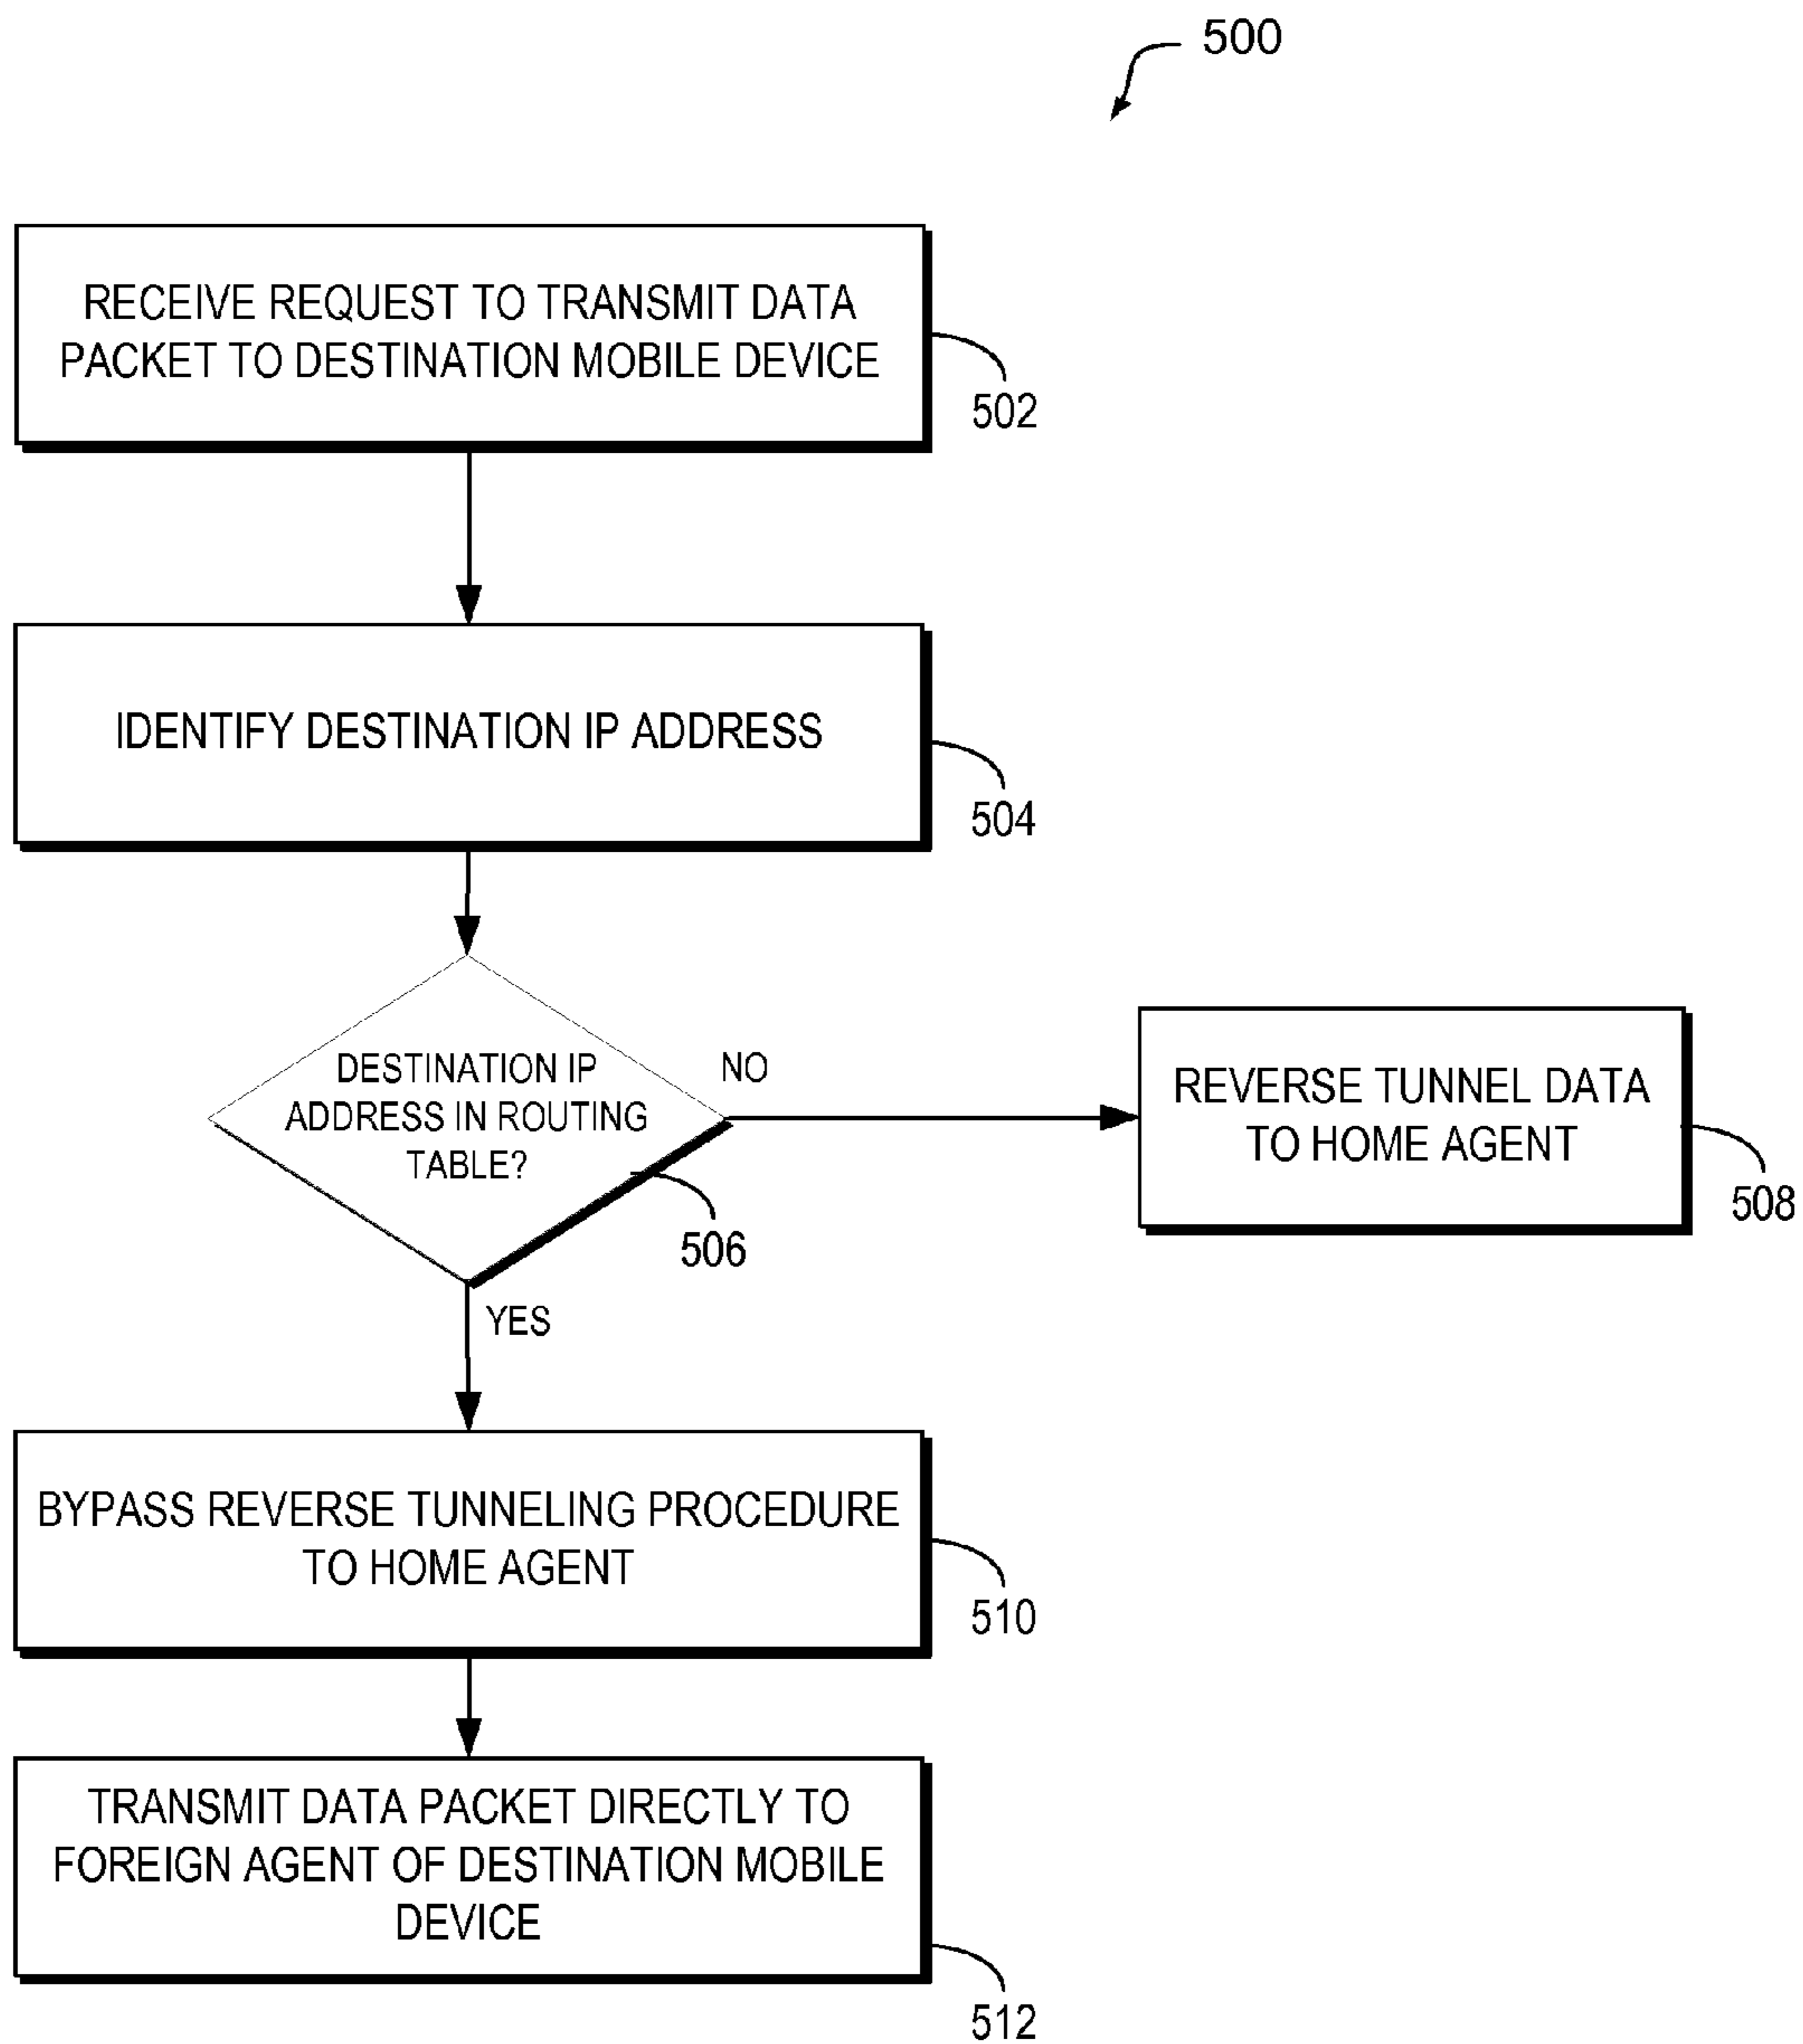 500
RECEIVE REQUEST TO TRANSMIT DATA
PACKET TO DESTINATION MOBILE DEVICE
502
IDENTIFY DESTINATION IP ADDRESS
504
DESTINATION IP
ADDRESS IN ROUTING
TABLE?
NO
506
REVERSE TUNNEL DATA
TO HOME AGENT
508
YES
BYPASS REVERSE TUNNELING PROCEDURE
TO HOME AGENT
510
TRANSMIT DATA PACKET DIRECTLY TO
FOREIGN AGENT OF DESTINATION MOBILE
DEVICE
512